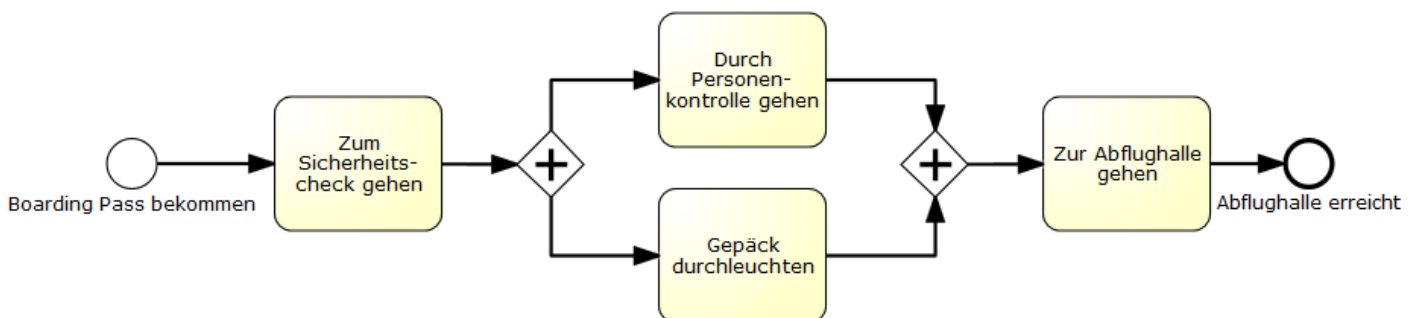 Boarding Pass bekommen
Zum
Sicherheits-
check gehen
Durch
Personen-
kontrolle gehen
Gepäck
durchleuchten
Zur Abflughalle
gehen
Abflughalle erreicht